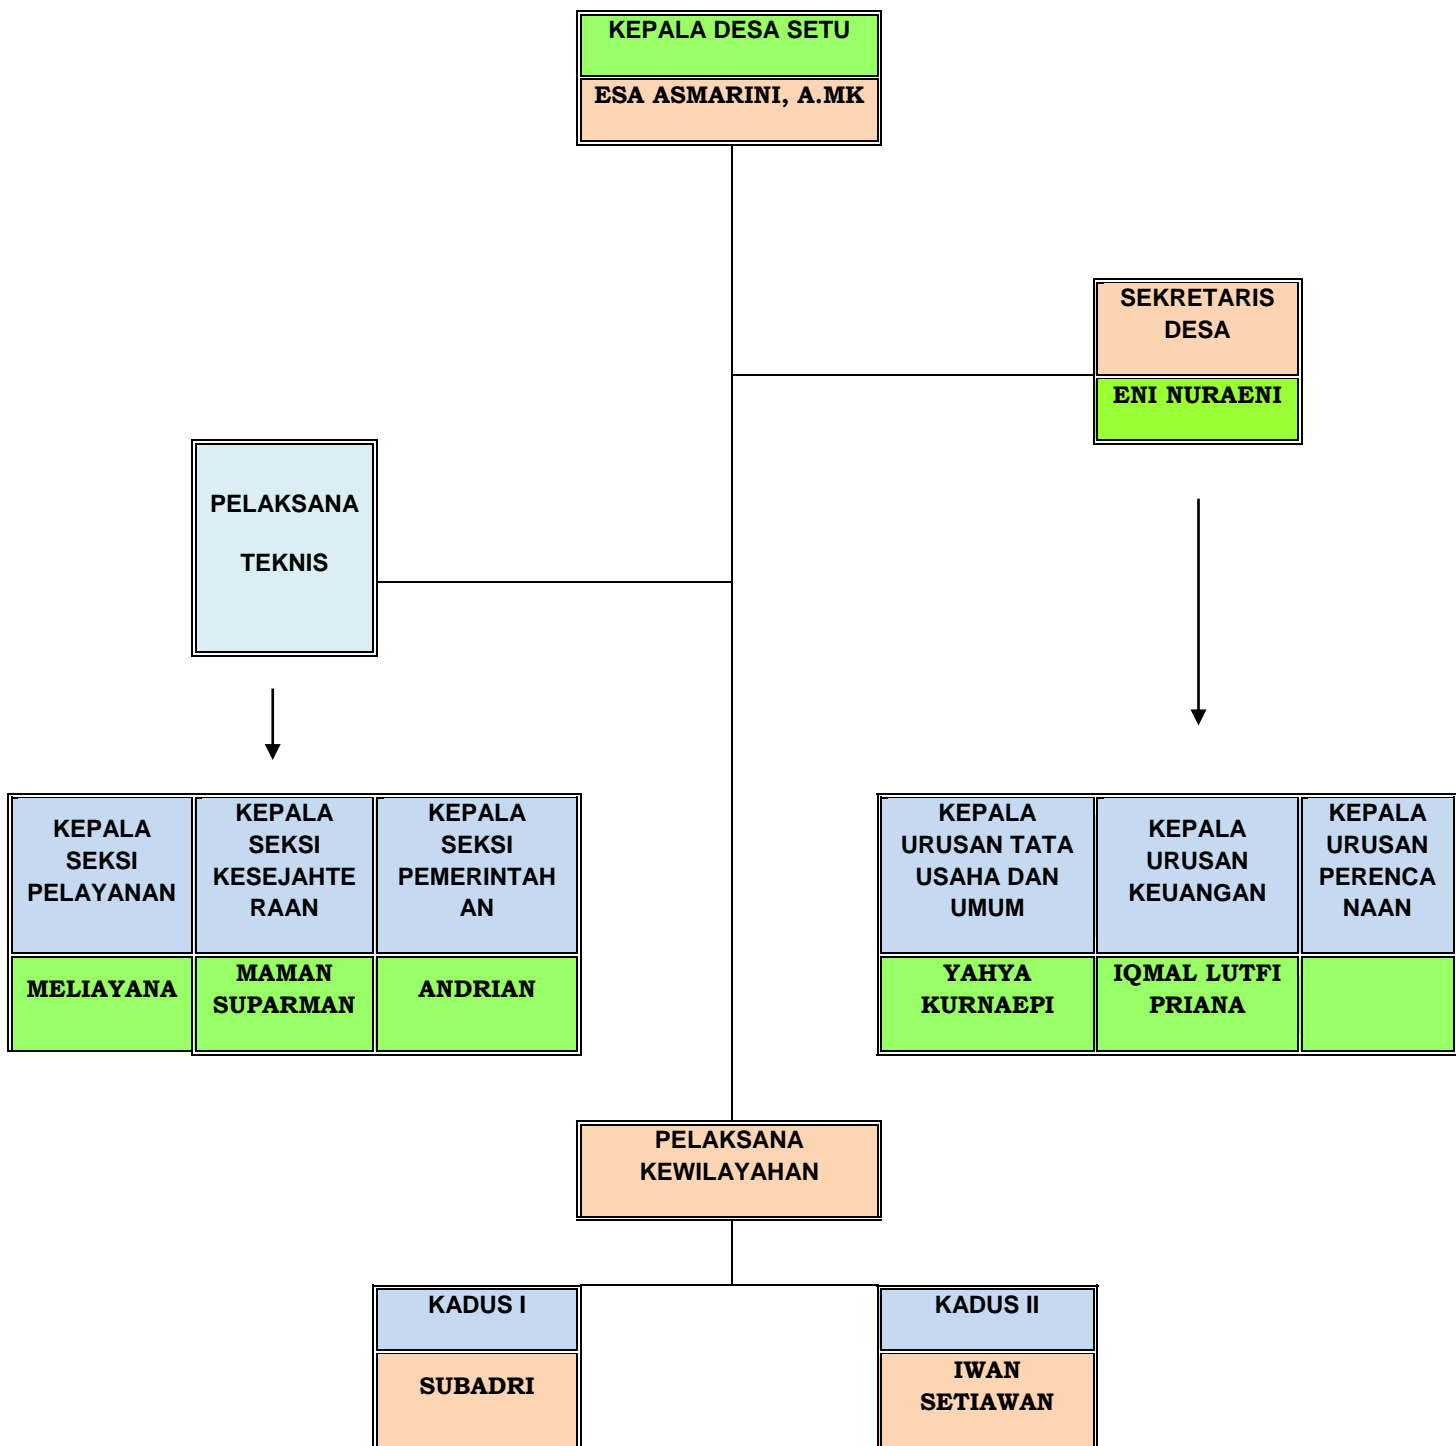 KEPALA DESA SETU
ESA ASMARINI, A.MK
SEKRETARIS
DESA
ENI NURAENI
PELAKSANA
TEKNIS
KEPALA
SEKSI
PELAYANAN
MELIAYANA
KEPALA
SEKSI
KESEJAHTE
RAAN
MAMAN
SUPARMAN
KEPALA
SEKSI
PEMERINTAH
AN
ANDRIAN
KEPALA
URUSAN TATA
USAHA DAN
UMUM
YAHYA
KURNAEPI
KEPALA
URUSAN
KEUANGAN
IQMAL LUTFI
PRIANA
KEPALA
URUSAN
PERENCA
NAAN
PELAKSANA
KEWILAYAHAN
KADUS I
SUBADRI
KADUS II
IWAN
SETIAWAN